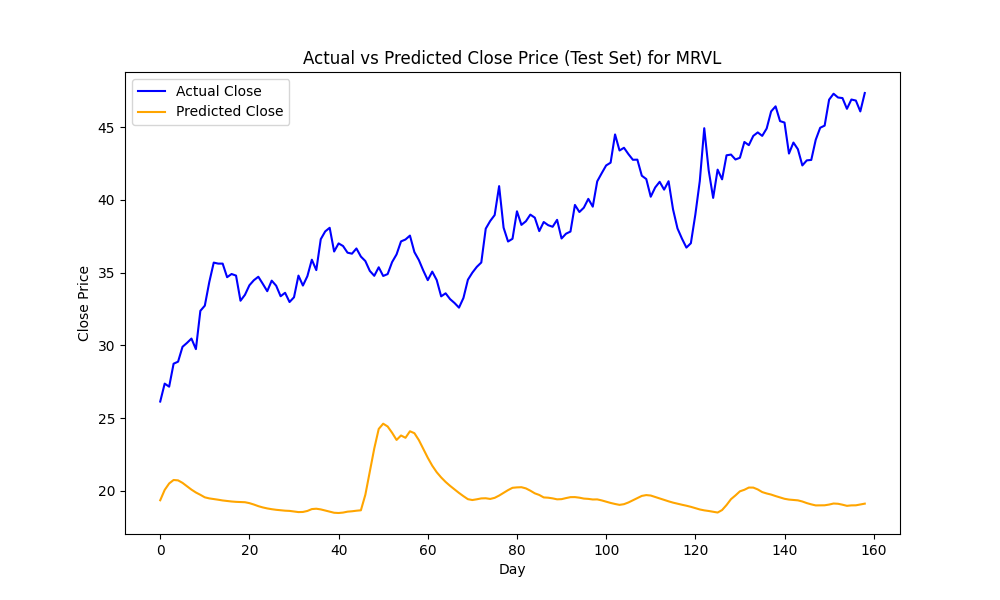 Actual vs Predicted Close Price (Test Set) for MRVL
Actual Close
Predicted Close
Close Price
45
40
35
30
25
20
0 20 40 60 80 100 120 140 160
Day